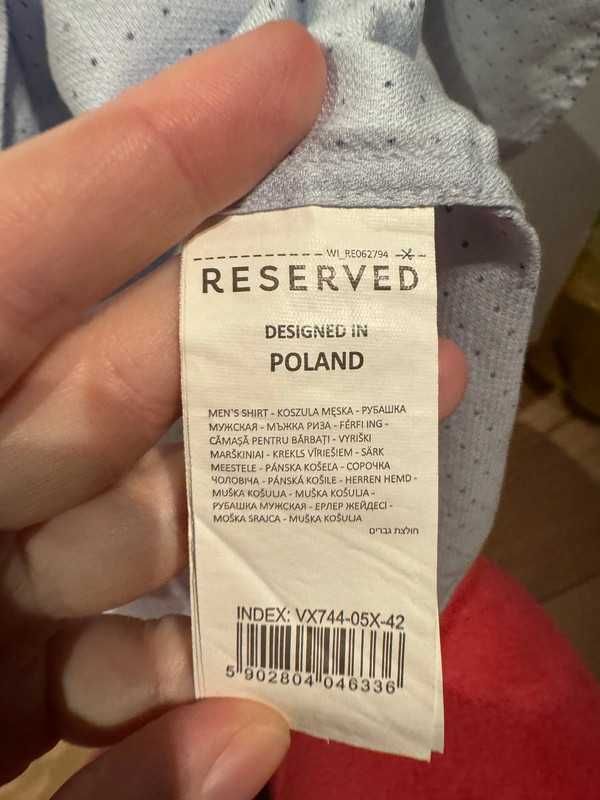 WI_RE062794
RESERVED
DESIGNED IN
POLAND
MEN'S SHIRT - KOSZULA MĘSKA - РУБАШКА
МУЖСКАЯ - МЪЖКА РИЗА - FÉRFI ING -
CĂMAȘĂ PENTRU BĂRBAȚI - VYRIŠKI
MARŠKINIAI - KREKLS VĪRIEŠIEM - SÄRK
MEESTELE - PÁNSKA KOŠEĽA - СОРОЧКА
ЧОЛОВІЧА - PÁNSKÁ KOŠILE - HERREN HEMD -
MUŠKA KOŠULJA - MUŠKA KOŠULJA -
РУБАШКА МУЖСКАЯ - ЕРЛЕР ЖЕЙДЕСІ -
MOŠKA SRAJCA - MUŠKA KOŠULJA
חולצת גברים
INDEX: VX744-05X-42
5 902804 046336